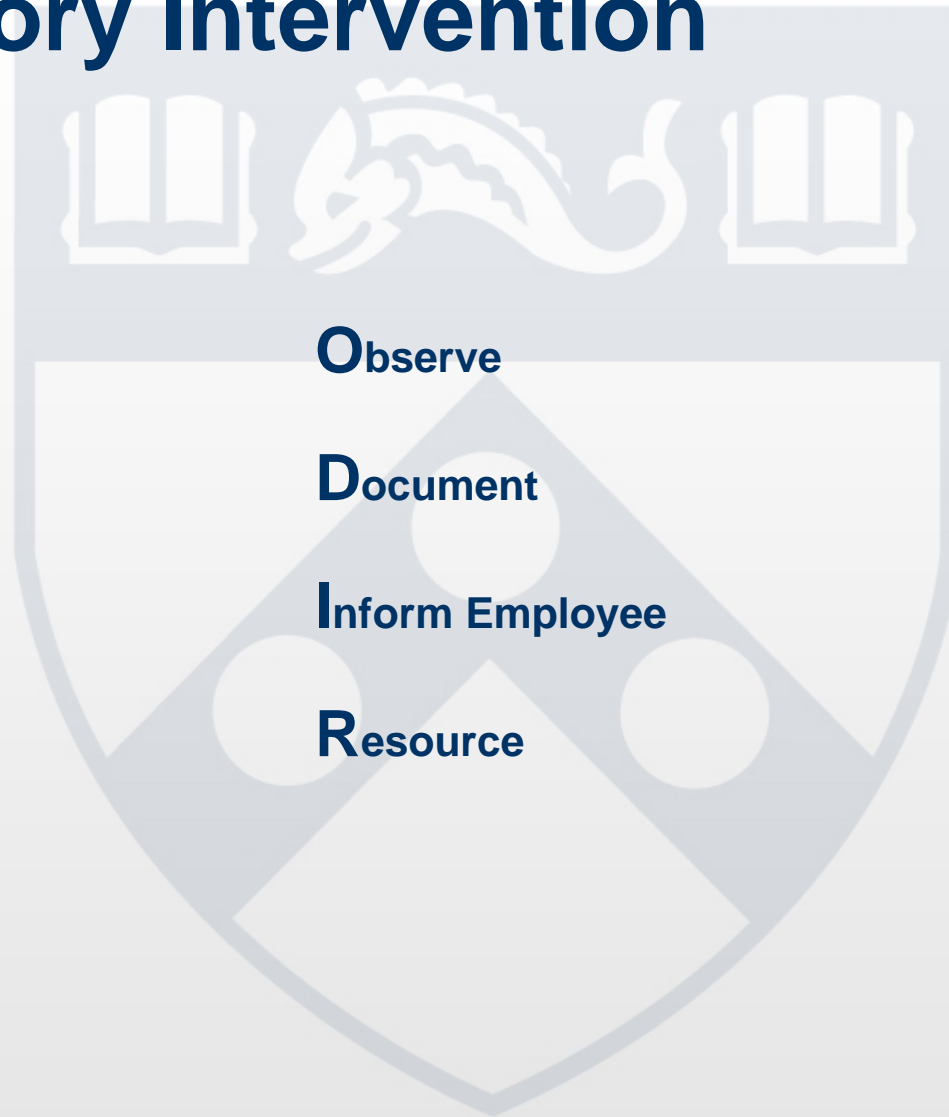 ory Intervention
Observe
Document
Inform Employee
Resource